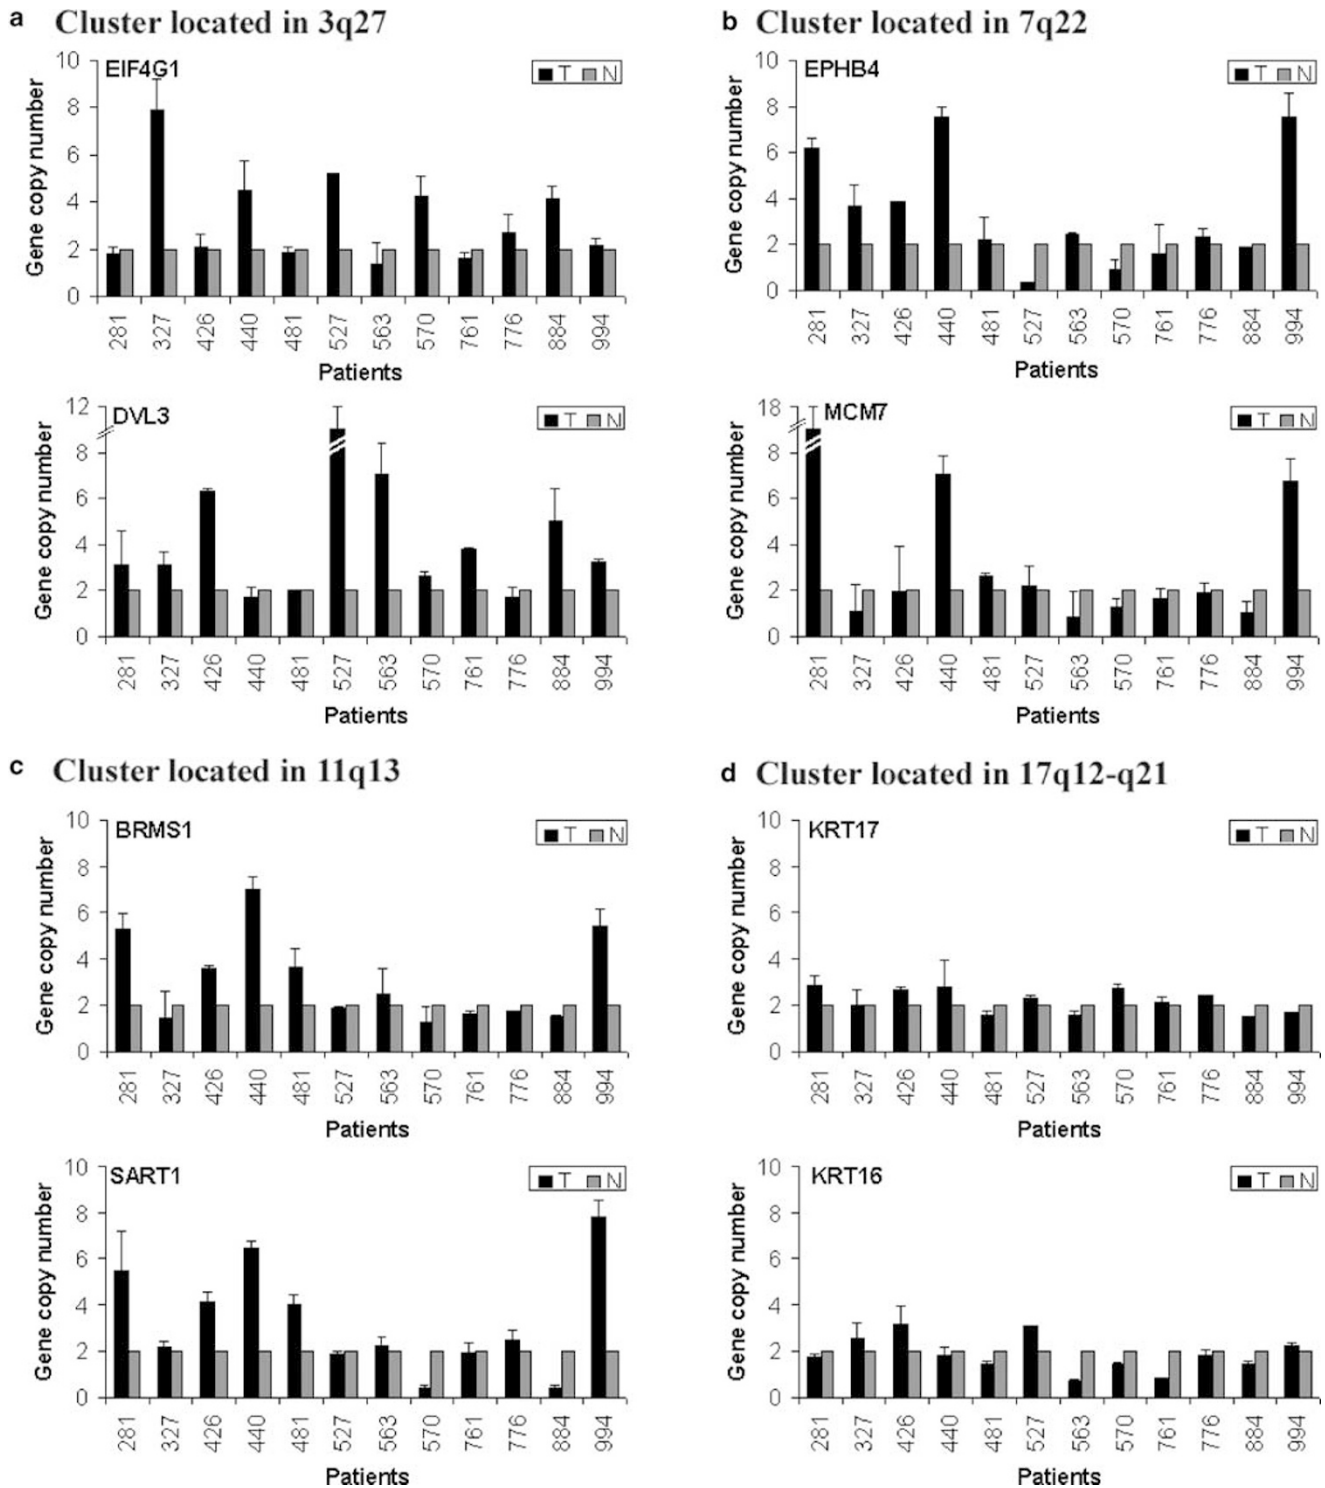 a Cluster located in 3q27
EIF4G1
T N
Gene copy number
10
8
6
4
2
0
281 327 426 440 481 527 563 570 761 776 884 994
Patients
DVL3
T N
Gene copy number
12
8
6
4
2
0
281 327 426 440 481 527 563 570 761 776 884 994
Patients
b Cluster located in 7q22
EPHB4
T N
Gene copy number
10
8
6
4
2
0
281 327 426 440 481 527 563 570 761 776 884 994
Patients
MCM7
T N
Gene copy number
18
8
6
4
2
0
281 327 426 440 481 527 563 570 761 776 884 994
Patients
c Cluster located in 11q13
BRMS1
T N
Gene copy number
10
8
6
4
2
0
281 327 426 440 481 527 563 570 761 776 884 994
Patients
SART1
T N
Gene copy number
10
8
6
4
2
0
281 327 426 440 481 527 563 570 761 776 884 994
Patients
d Cluster located in 17q12-q21
KRT17
T N
Gene copy number
10
8
6
4
2
0
281 327 426 440 481 527 563 570 761 776 884 994
Patients
KRT16
T N
Gene copy number
10
8
6
4
2
0
281 327 426 440 481 527 563 570 761 776 884 994
Patients